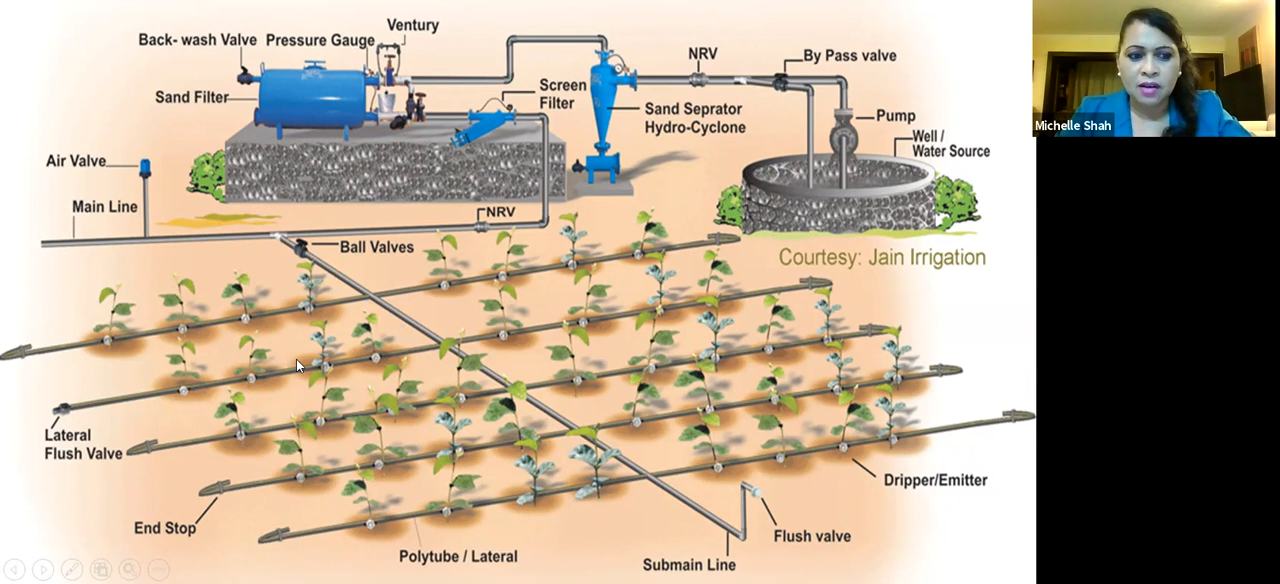 Ventury
Back- wash Valve
Pressure Gauge
NRV
By Pass valve
Sand Filter
Screen
Filter
Sand Seprator
Hydro-Cyclone
Pump
Michelle Shah
Well /
Water Source
Air Valve
Main Line
NRV
Ball Valves
Courtesy: Jain Irrigation
Lateral
Flush Valve
Dripper/Emitter
End Stop
Flush valve
Polytube / Lateral
Submain Line